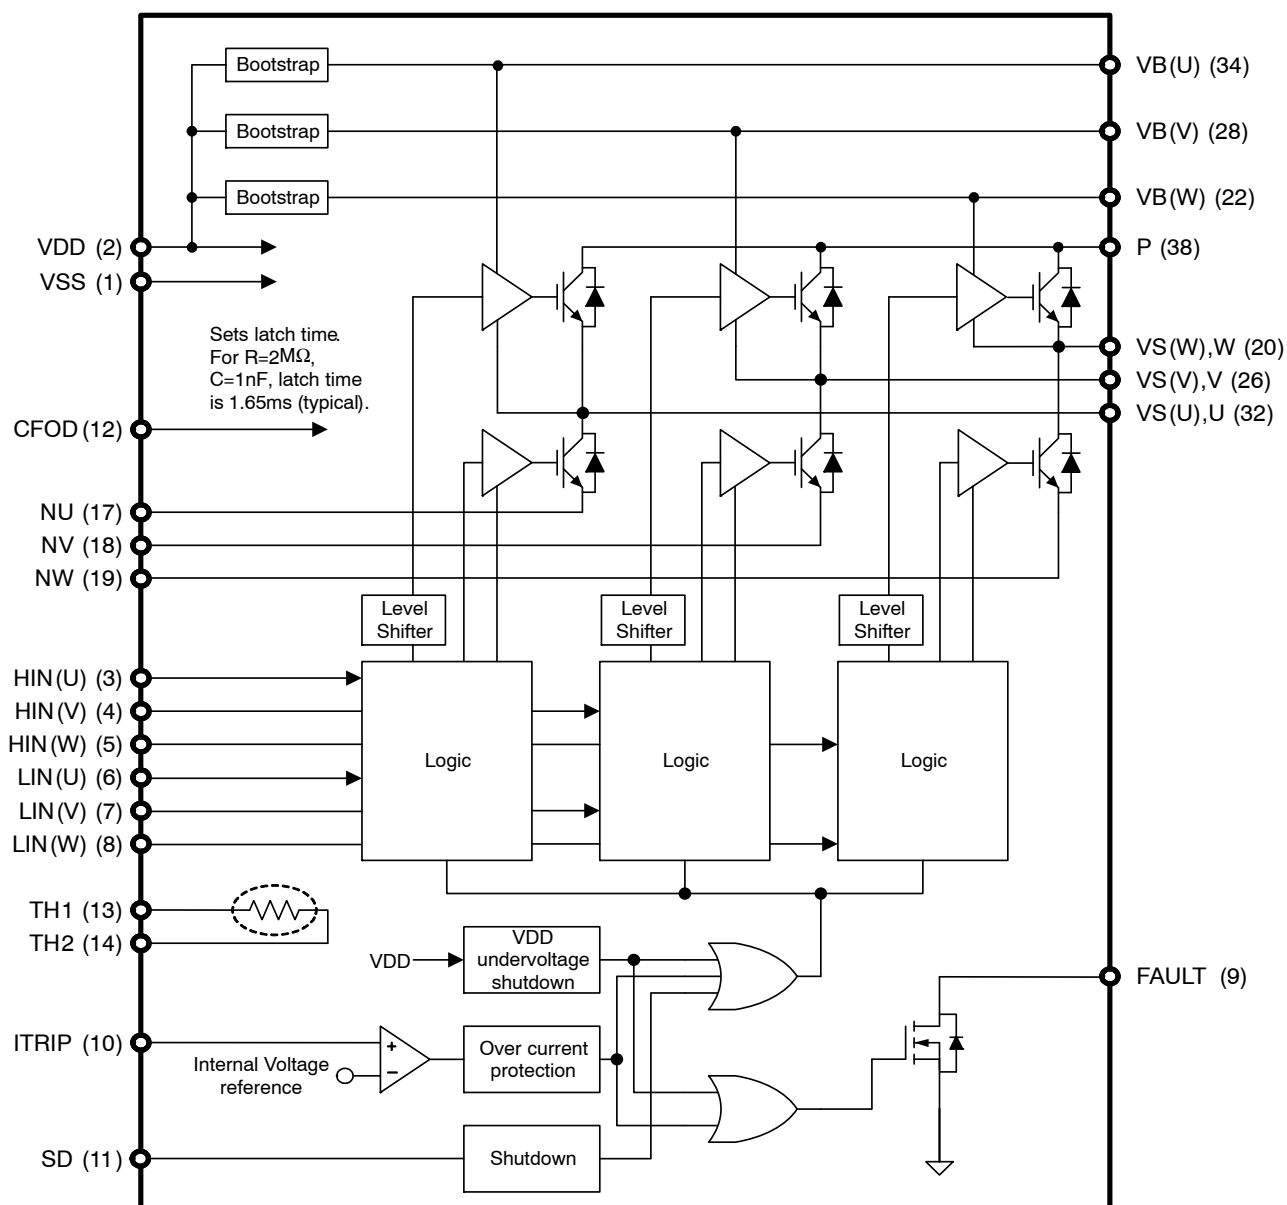 Bootstrap
VB(U) (34)
Bootstrap
VB(V) (28)
Bootstrap
VB(W) (22)
VDD (2)
P (38)
VSS (1)
Sets latch time.
For R=2MΩ,
C=1nF, latch time
is 1.65ms (typical).
VS(W),W (20)
VS(V),V (26)
VS(U),U (32)
CFOD (12)
NU (17)
NV (18)
NW (19)
Level
Shifter
Level
Shifter
Level
Shifter
HIN(U) (3)
HIN(V) (4)
HIN(W) (5)
LIN(U) (6)
LIN(V) (7)
LIN(W) (8)
Logic
Logic
Logic
TH1 (13)
TH2 (14)
VDD
VDD
undervoltage
shutdown
FAULT (9)
ITRIP (10)
+
−
Internal Voltage
reference
Over current
protection
SD (11)
Shutdown